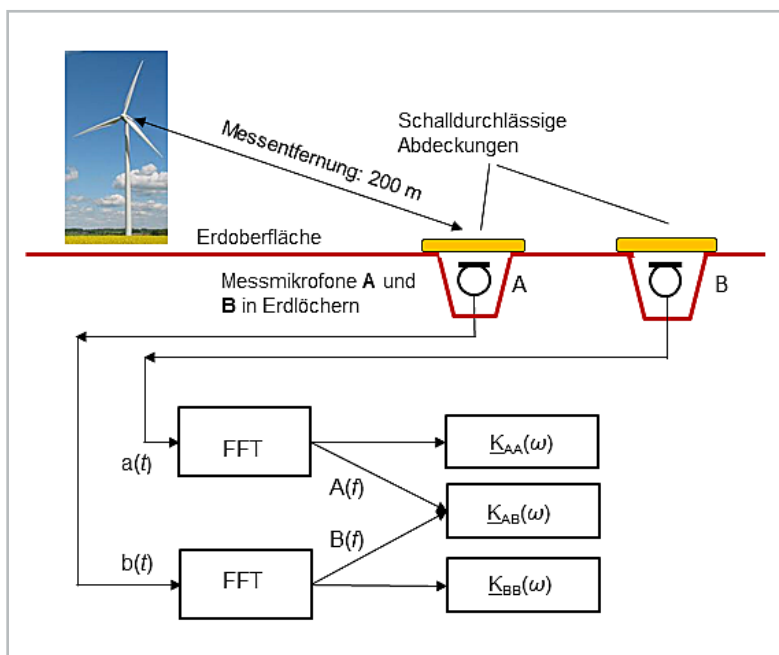 Messentfernung: 200 m
Schalldurchlässige
Abdeckungen
Erdoberfläche
Messmikrofone A und
B in Erdlöchern
A
B
a(t)
FFT
A(f)
K_AA(ω)
K_AB(ω)
B(f)
b(t)
FFT
K_BB(ω)